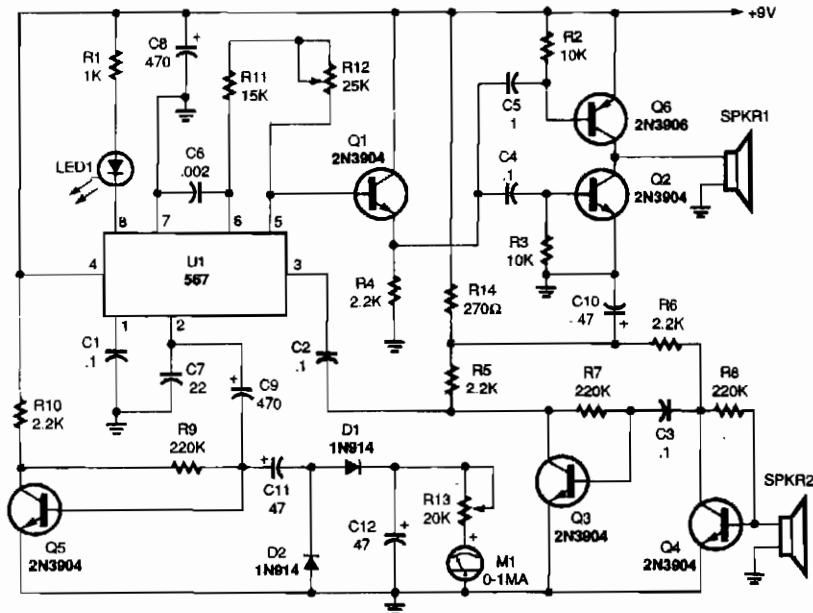 +9V
R1
1K
C8
470
+
R11
15K
R12
25K
R2
10K
C5
1
Q6
2N3906
SPKR1
LED1
C6
.002
Q1
2N3904
C4
.1
Q2
2N3904
8
7
6
5
4
U1
567
3
R3
10K
1
2
R4
2.2K
R14
270Ω
C10
.47
+
R6
2.2K
C1
.1
C7
22
+
C9
470
C2
.1
R5
2.2K
R7
220K
R8
220K
R10
2.2K
R9
220K
D1
1N914
C3
.1
+
C11
47
+
C12
47
R13
20K
+
Q3
2N3904
SPKR2
Q5
2N3904
D2
1N914
M1
0-1MA
Q4
2N3904